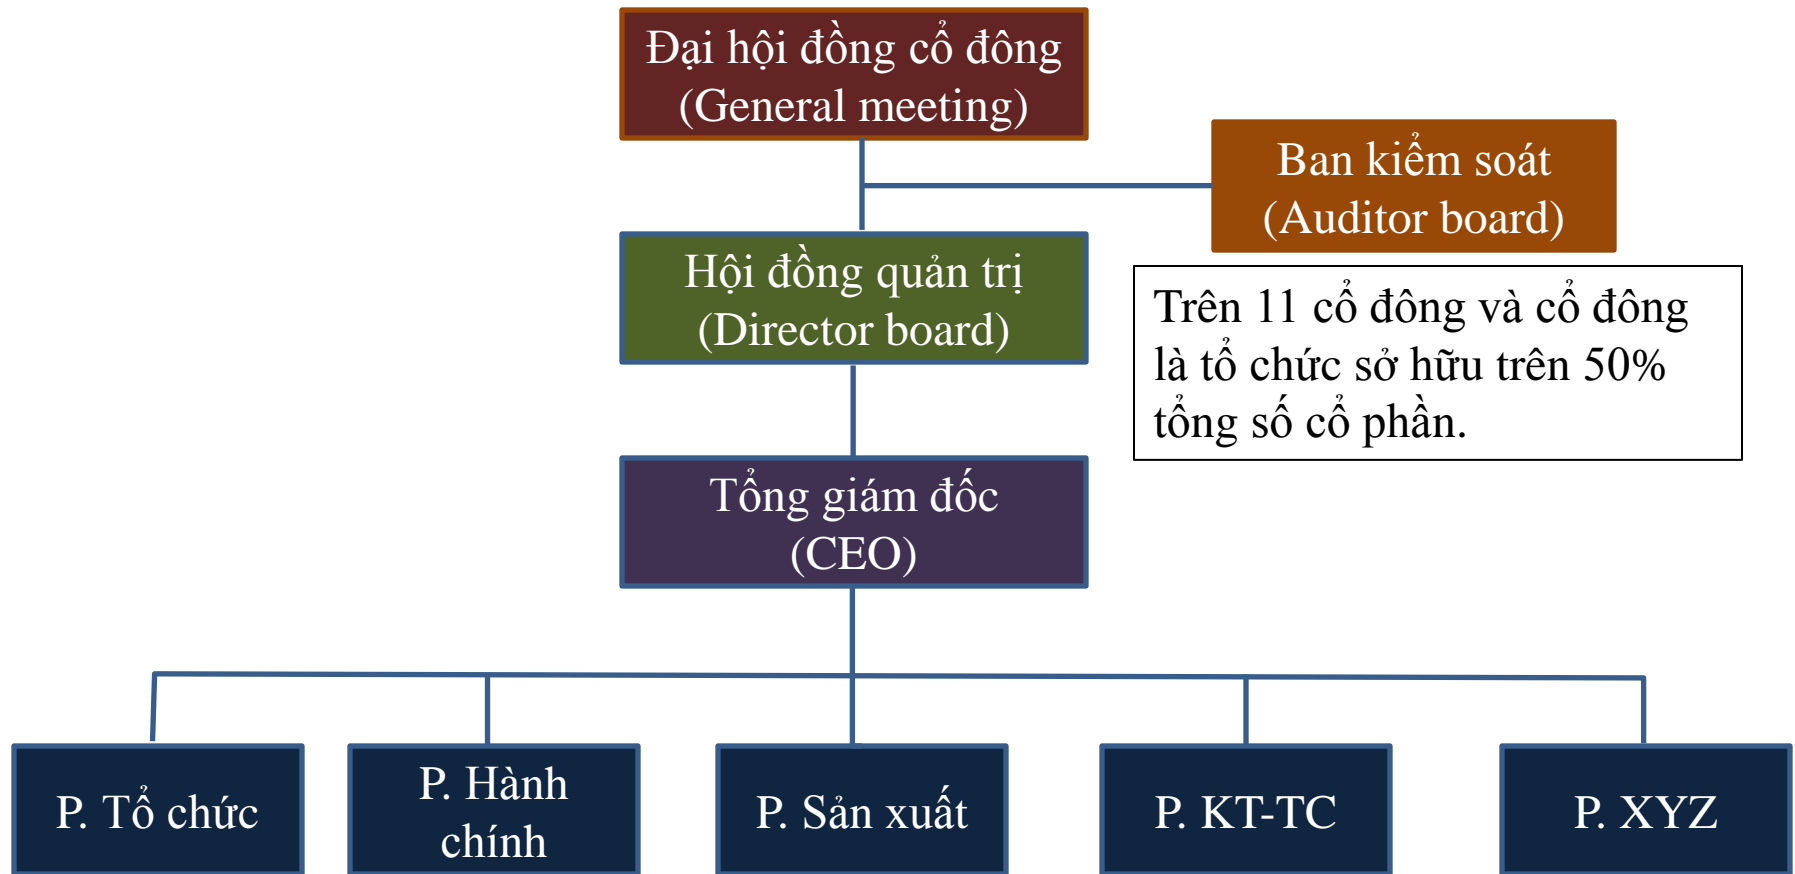 Đại hội đồng cổ đông
(General meeting)
Ban kiểm soát
(Auditor board)
Hội đồng quản trị
(Director board)
Trên 11 cổ đông và cổ đông
là tổ chức sở hữu trên 50%
tổng số cổ phần.
Tổng giám đốc
(CEO)
P. Tổ chức
P. Hành
chính
P. Sản xuất
P. KT-TC
P. XYZ